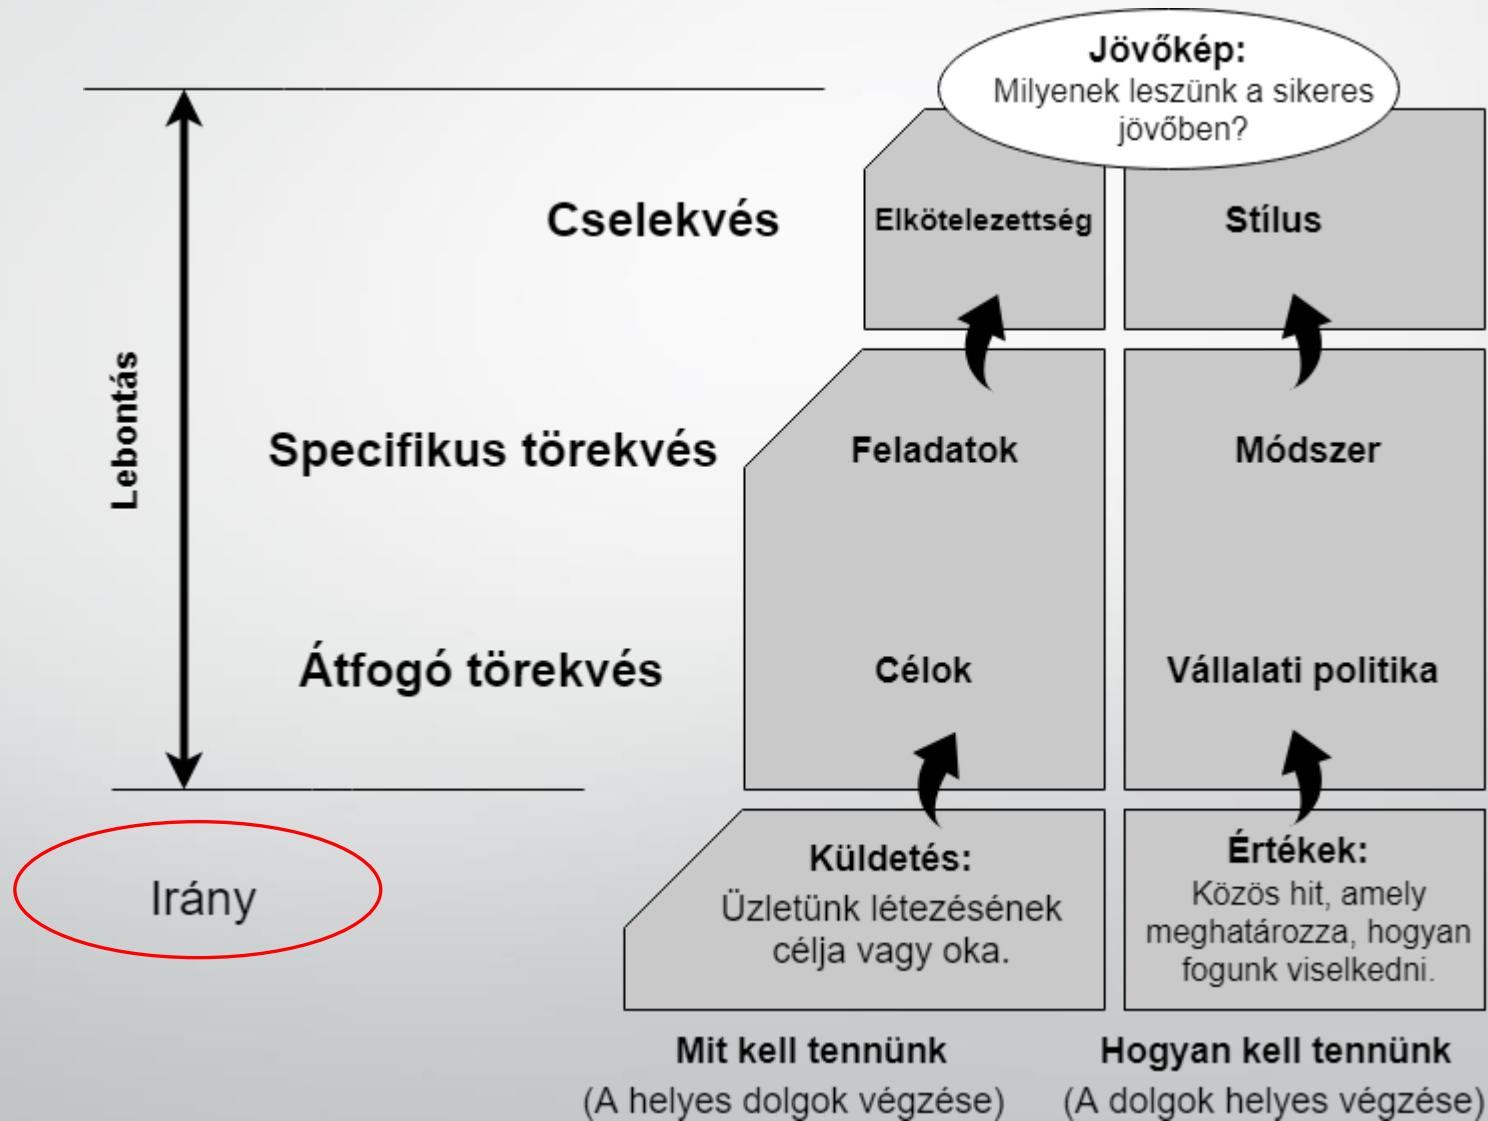 Jövőkép:
Milyenek leszünk a sikeres
jövőben?
Cselekvés
Elkötelezettség
Stílus
Lebontás
Specifikus törekvés
Feladatok
Módszer
Átfogó törekvés
Célok
Vállalati politika
Irány
Küldetés:
Üzletünk létezésének
célja vagy oka.
Értékek:
Közös hit, amely
meghatározza, hogyan
fogunk viselkedni.
Mit kell tennünk
(A helyes dolgok végzése)
Hogyan kell tennünk
(A dolgok helyes végzése)